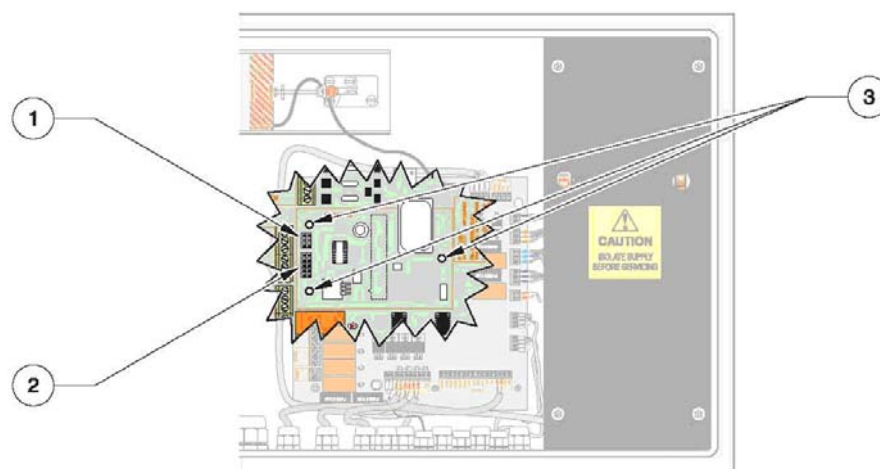 1
3
2
CAUTION
ISOLATE SUPPLY
BEFORE SERVICING